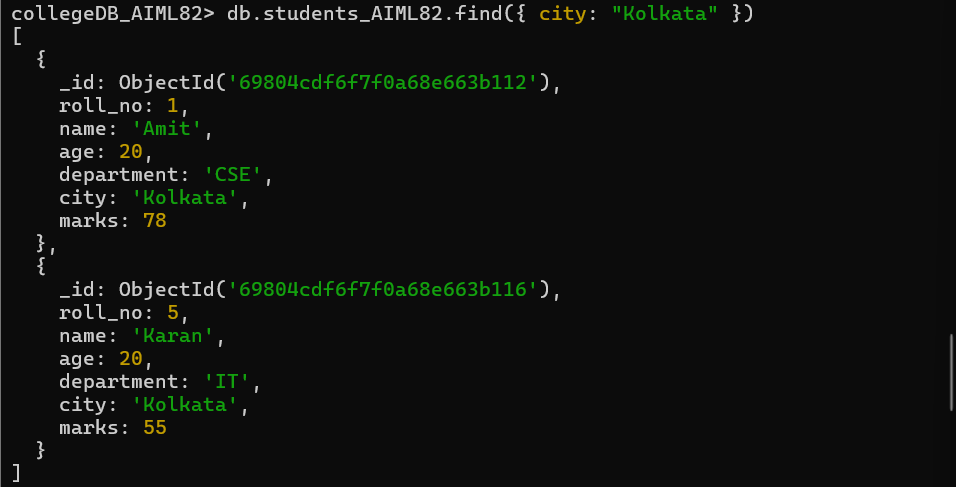 collegeDB_AIML82> db.students_AIML82.find({ city: "Kolkata" })
[
  {
    _id: ObjectId('69804cdf6f7f0a68e663b112'),
    roll_no: 1,
    name: 'Amit',
    age: 20,
    department: 'CSE',
    city: 'Kolkata',
    marks: 78
  },
  {
    _id: ObjectId('69804cdf6f7f0a68e663b116'),
    roll_no: 5,
    name: 'Karan',
    age: 20,
    department: 'IT',
    city: 'Kolkata',
    marks: 55
  }
]